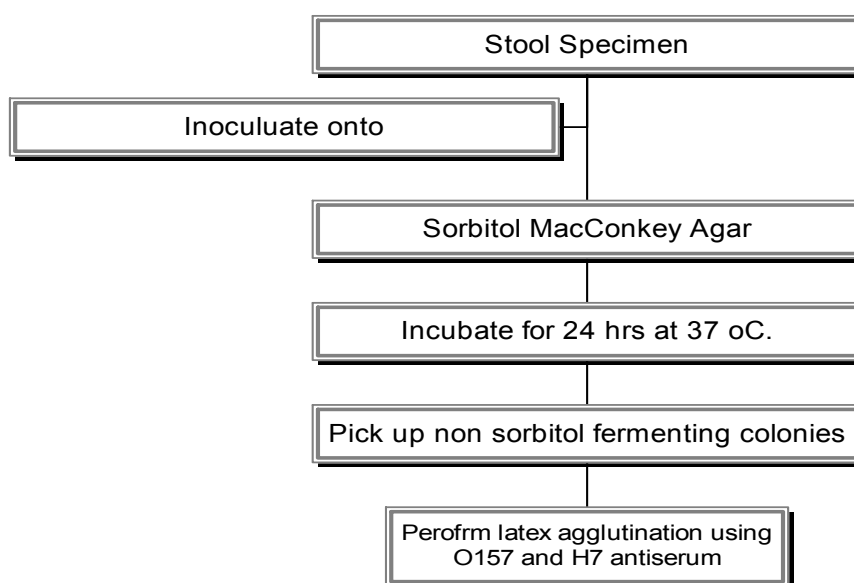 Stool Specimen
Inoculuate onto
Sorbitol MacConkey Agar
Incubate for 24 hrs at 37 oC.
Pick up non sorbitol fermenting colonies
Perofrm latex agglutination using
O157 and H7 antiserum